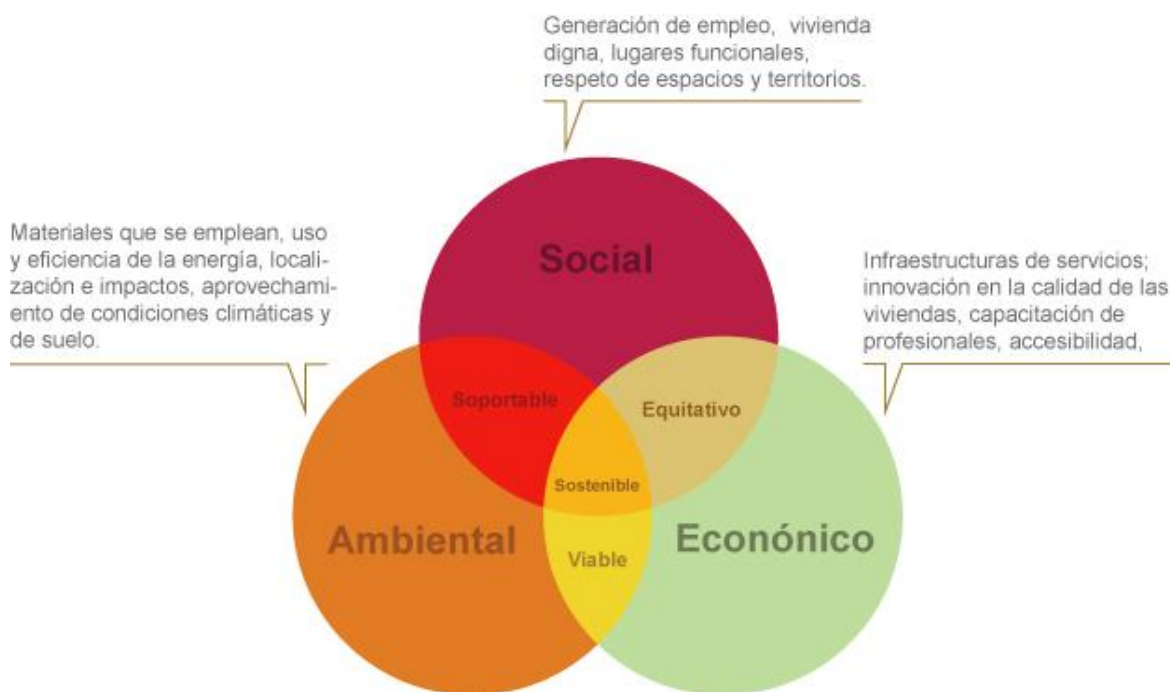 Generación de empleo, vivienda
digna, lugares funcionales,
respeto de espacios y territorios.
Materiales que se emplean, uso
y eficiencia de la energía, locali-
zación e impactos, aprovechami-
ento de condiciones climáticas y
de suelo.
Infraestructuras de servicios;
innovación en la calidad de las
viviendas, capacitación de
profesionales, accesibilidad,
Social
Soportable
Equitativo
Sostenible
Ambiental
Econónico
Viable